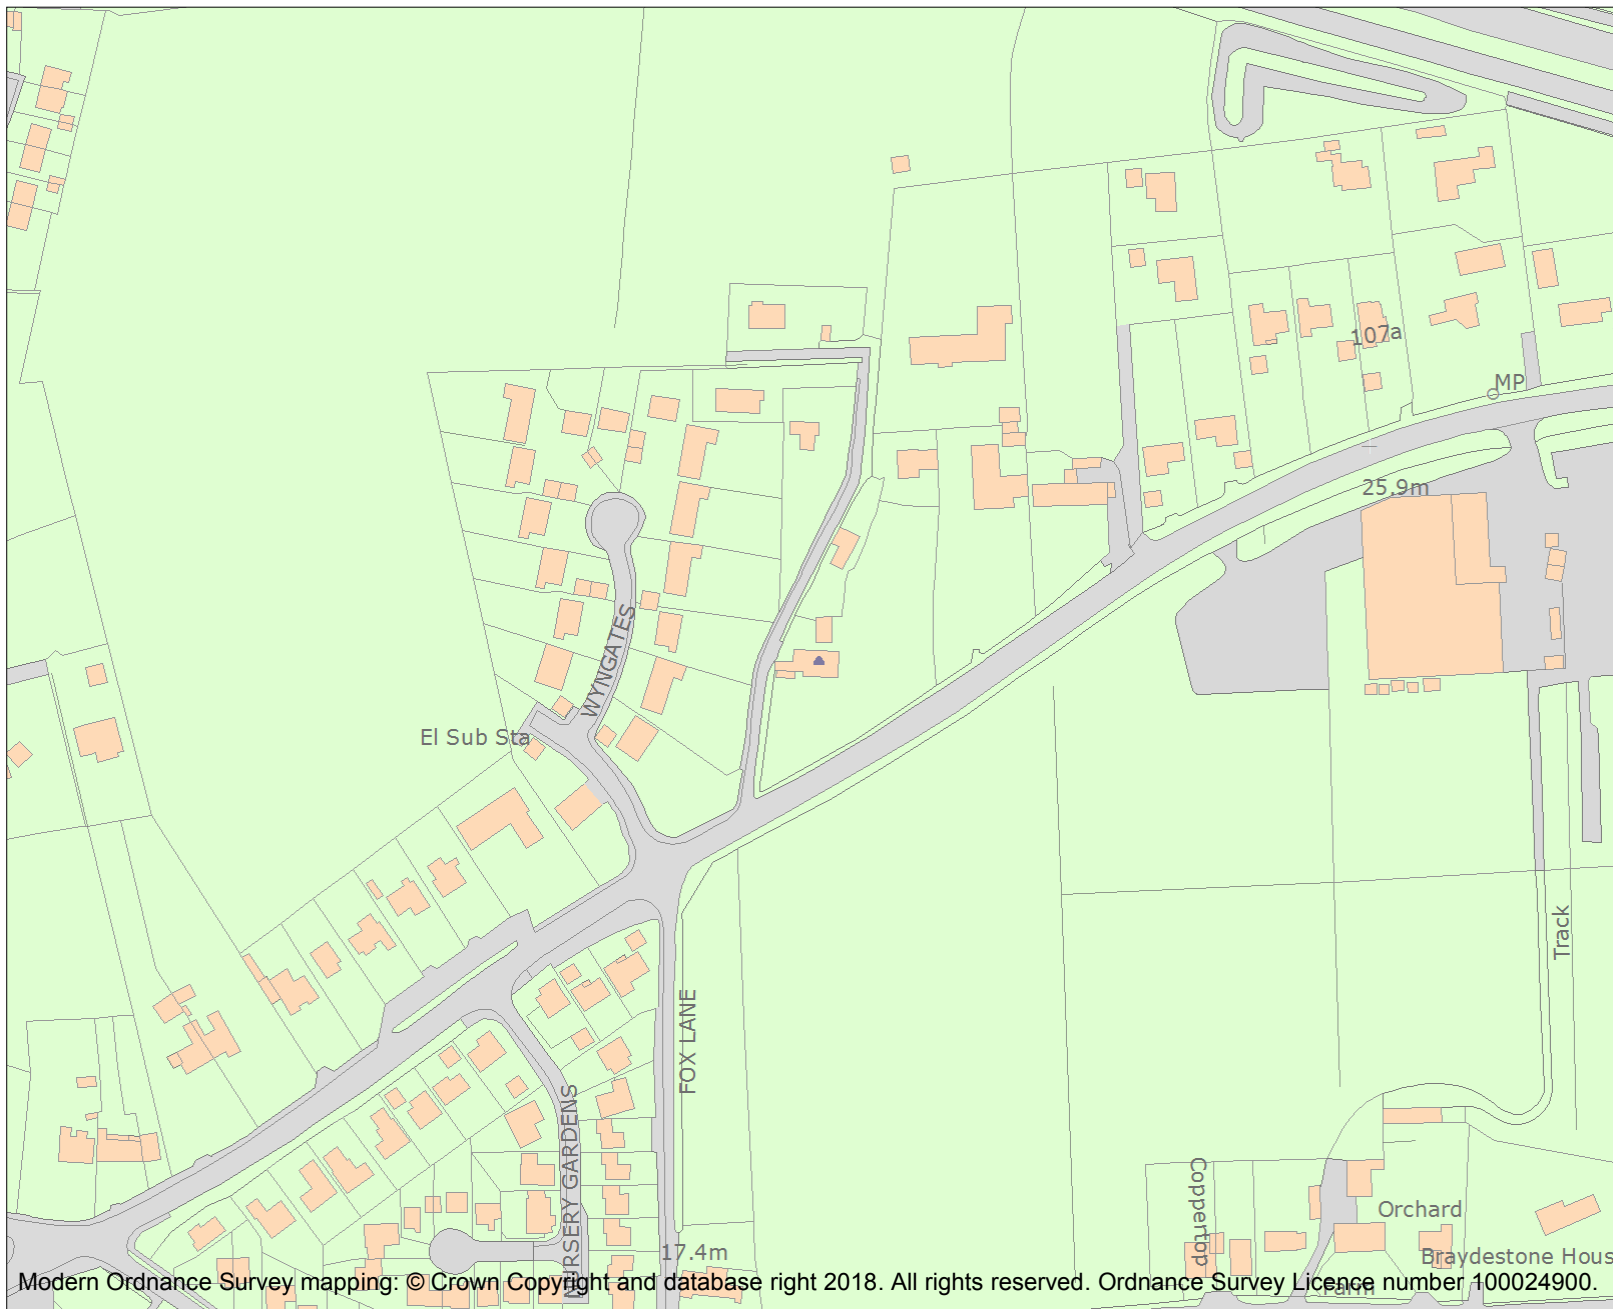 107a
MP
25.9m
WYNGATES
El Sub Sta
Track
FOX LANE
NURSERY GARDENS
Coppertop
Orchard
17.4m
Braydestone Hous
Farm
Modern Ordnance Survey mapping: © Crown Copyright and database right 2018. All rights reserved. Ordnance Survey Licence number 100024900.